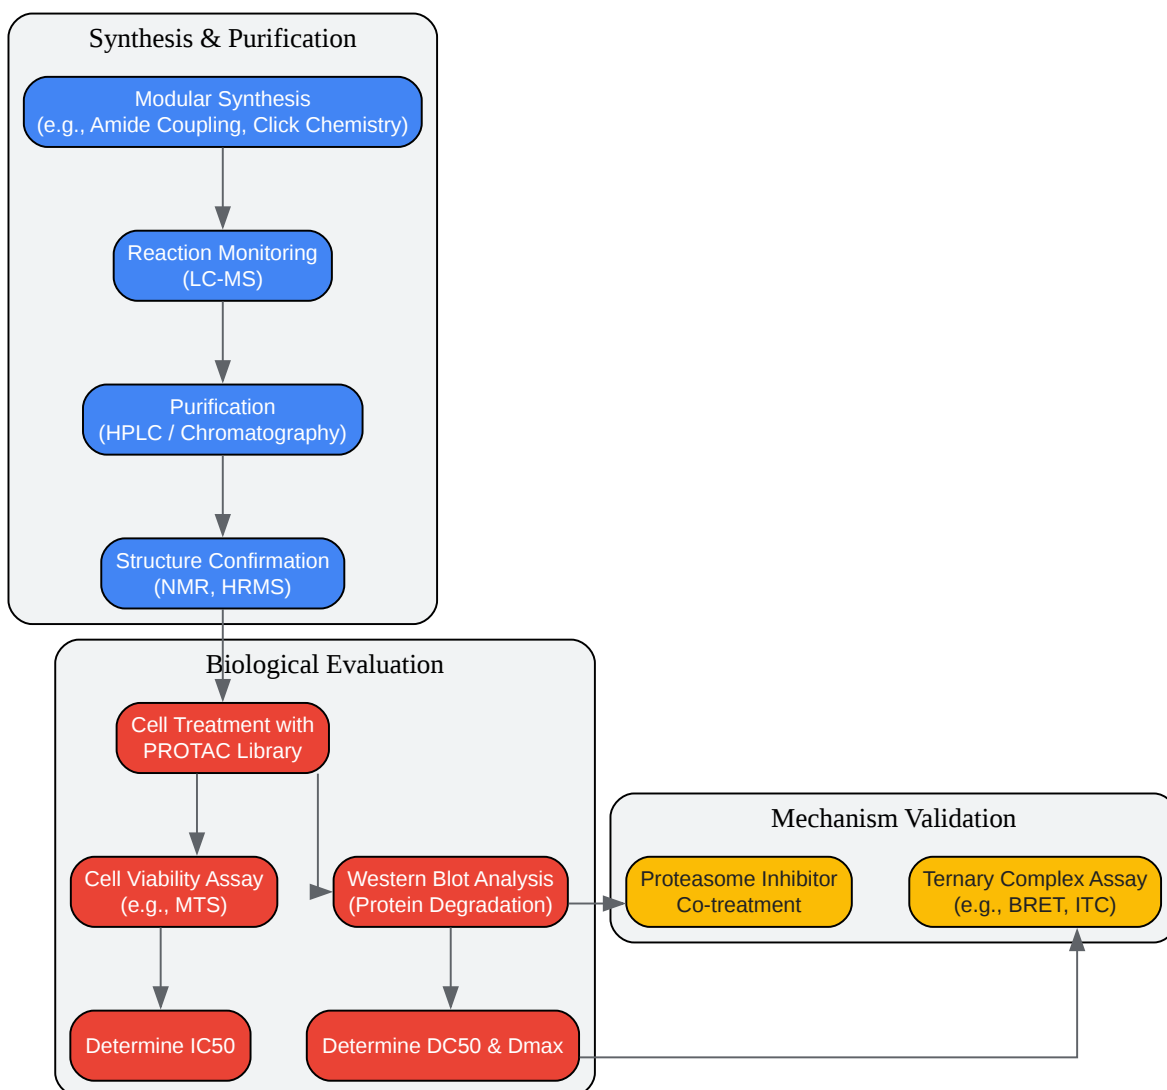 Synthesis & Purification
Modular Synthesis
(e.g., Amide Coupling, Click Chemistry)
Reaction Monitoring
(LC-MS)
Purification
(HPLC / Chromatography)
Structure Confirmation
(NMR, HRMS)
Biological Evaluation
Cell Treatment with
PROTAC Library
Cell Viability Assay
(e.g., MTS)
Western Blot Analysis
(Protein Degradation)
Determine IC50
Determine DC50 & Dmax
Mechanism Validation
Proteasome Inhibitor
Co-treatment
Ternary Complex Assay
(e.g., BRET, ITC)